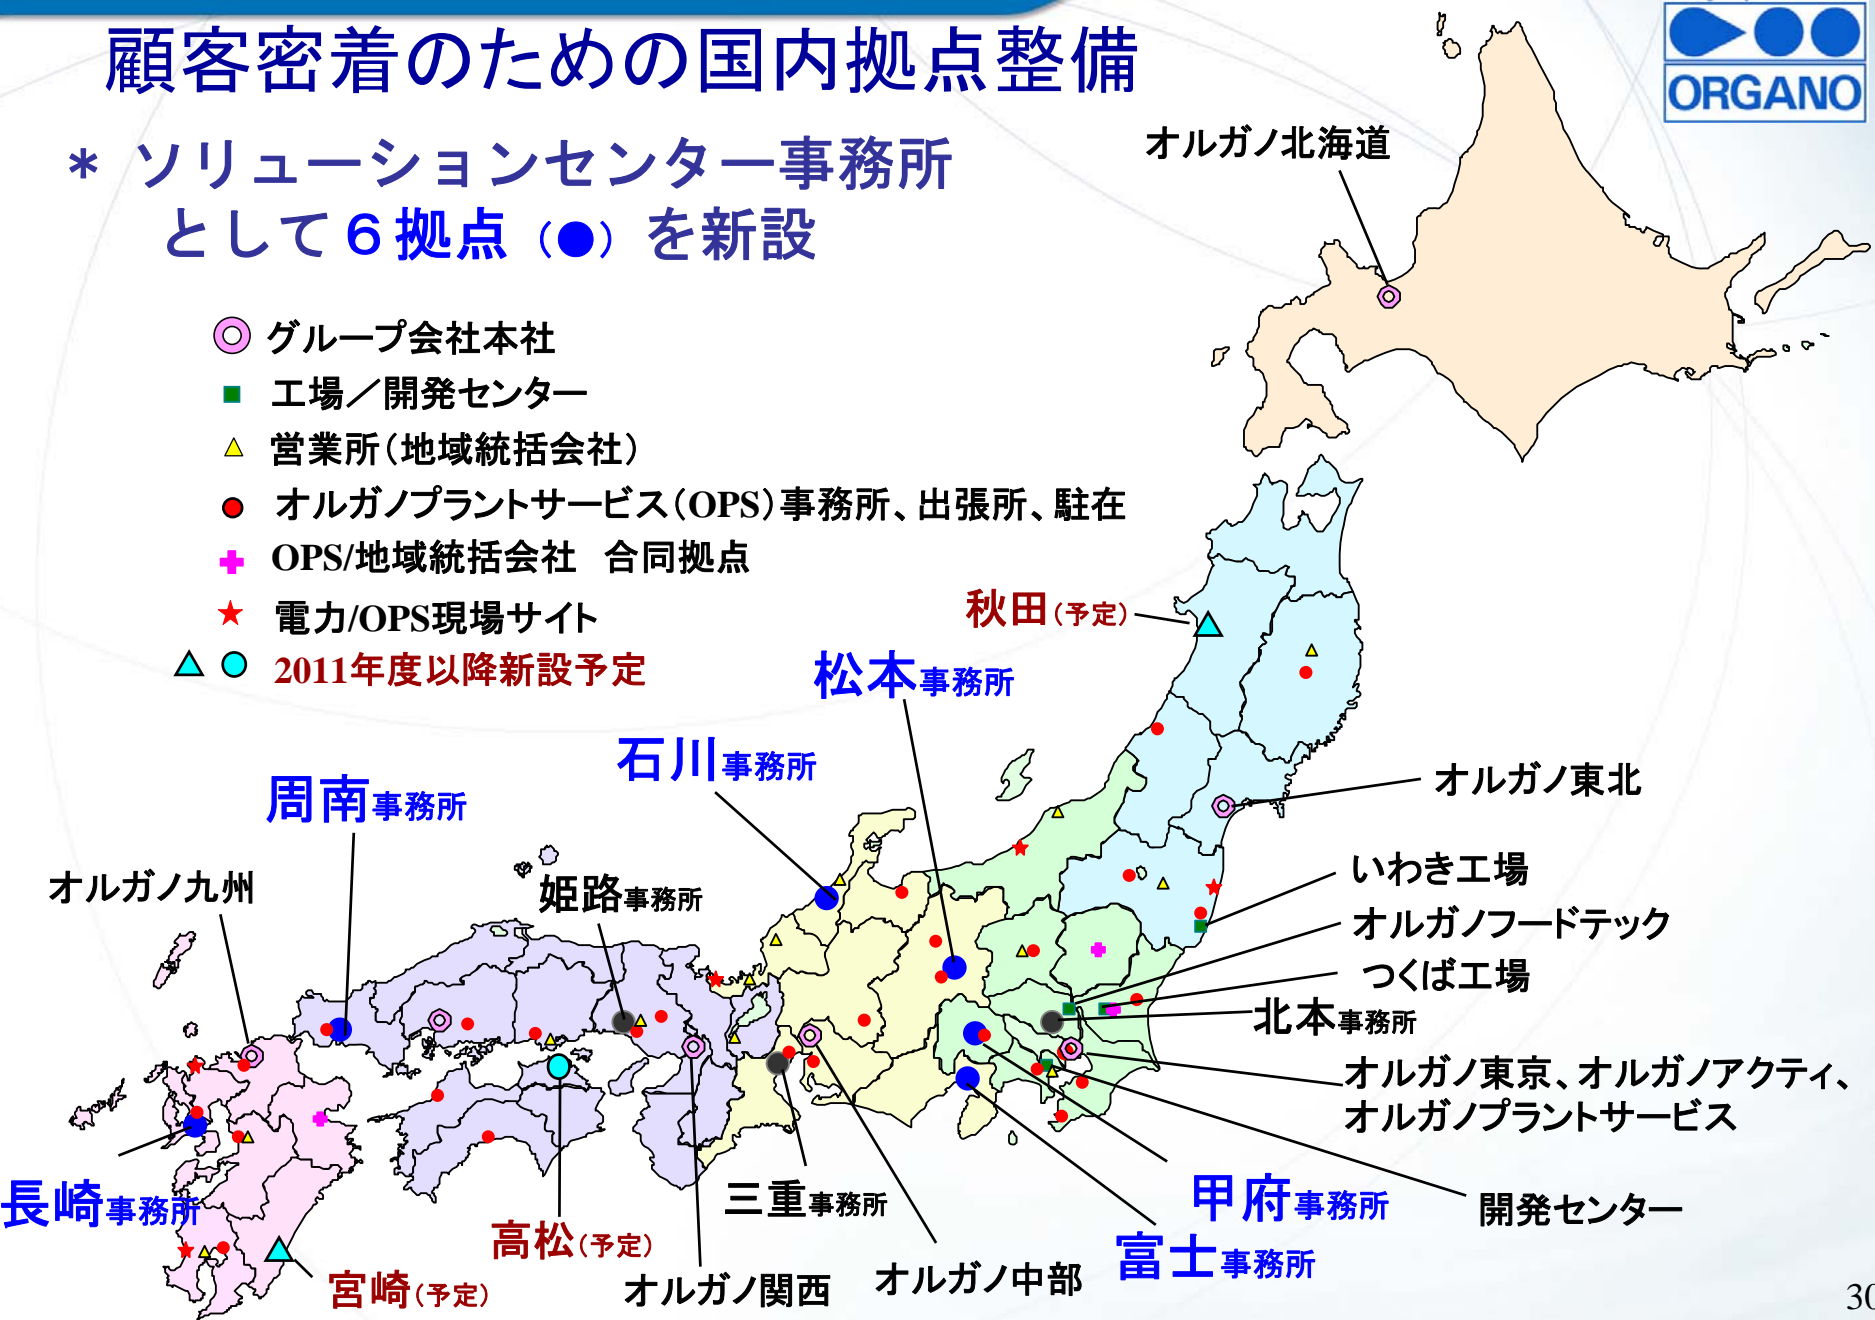 顧客密着のための国内拠点整備
ORGANO
* ソリューションセンター事務所
として６拠点（●）を新設
グループ会社本社
工場／開発センター
営業所（地域統括会社）
オルガノプラントサービス（OPS）事務所、出張所、駐在
OPS/地域統括会社　合同拠点
電力/OPS現場サイト
2011年度以降新設予定
オルガノ北海道
秋田（予定）
松本事務所
石川事務所
周南事務所
オルガノ東北
オルガノ九州
姫路事務所
いわき工場
オルガノフードテック
つくば工場
北本事務所
オルガノ東京、オルガノアクティ、
オルガノプラントサービス
長崎事務所
三重事務所
甲府事務所
開発センター
高松（予定）
富士事務所
宮崎（予定）
オルガノ関西
オルガノ中部
30